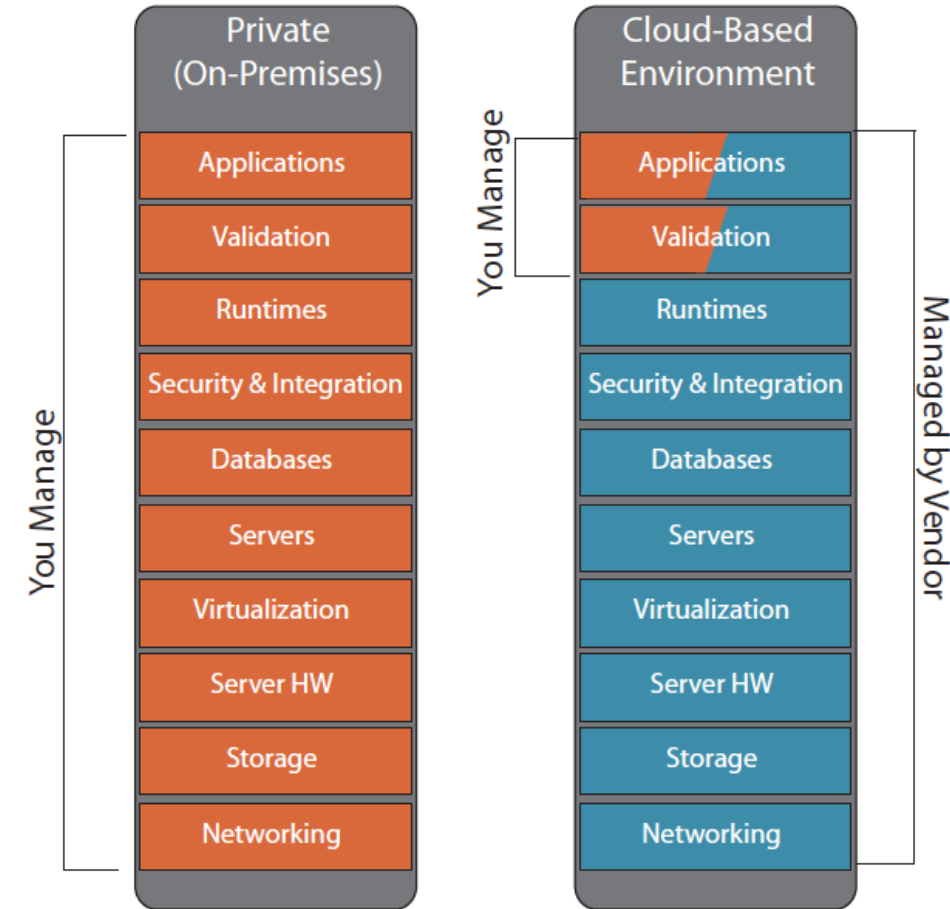 Private
(On-Premises)
You Manage
Applications
Validation
Runtimes
Security & Integration
Databases
Servers
Virtualization
Server HW
Storage
Networking
Cloud-Based
Environment
You Manage
Applications
Validation
Runtimes
Security & Integration
Databases
Servers
Virtualization
Server HW
Storage
Networking
Managed by Vendor